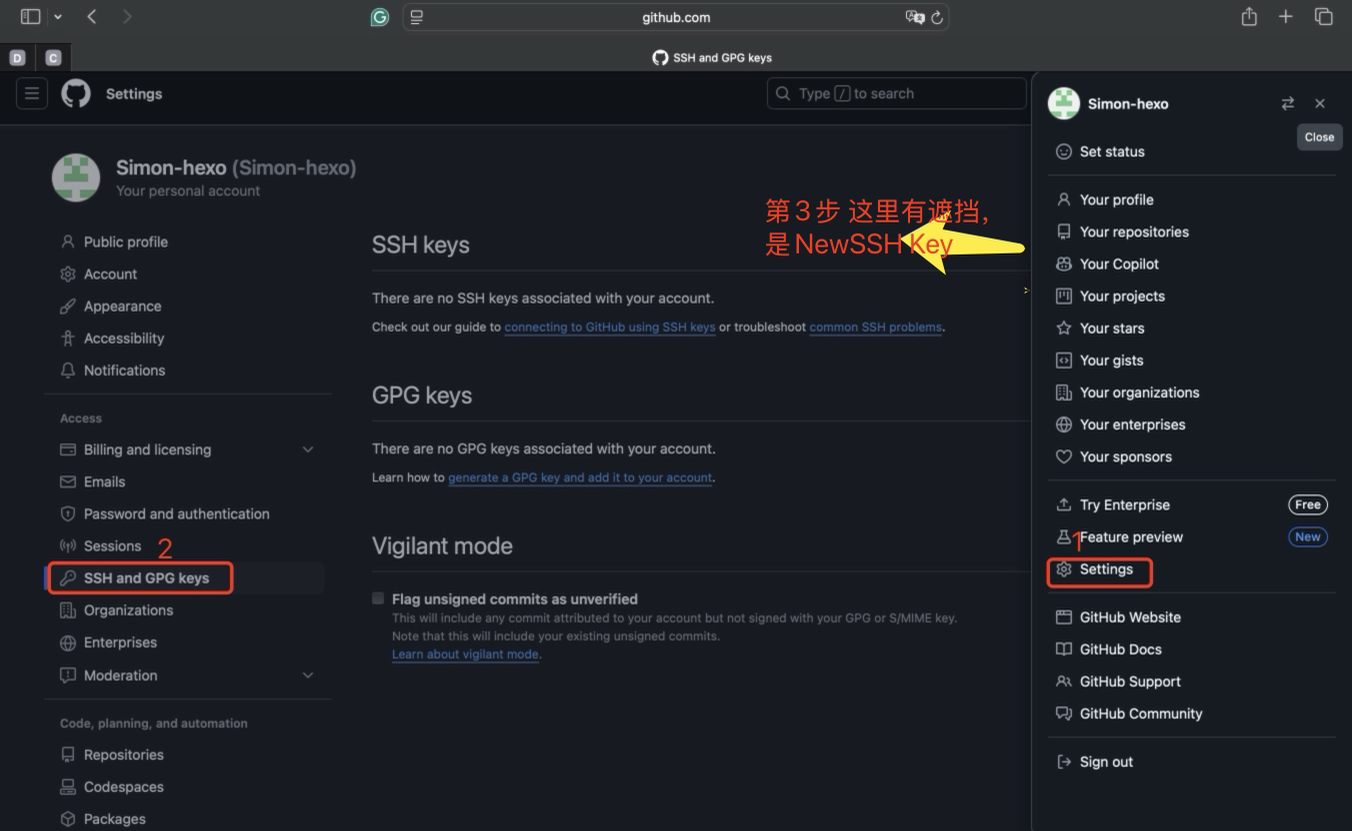 github.com
D
C
SSH and GPG keys
Settings
Type / to search
Simon-hexo
Close
Set status
Your profile
Your repositories
Your Copilot
Your projects
Your stars
Your gists
Your organizations
Your enterprises
Your sponsors
Try Enterprise Free
Feature preview New
1
Settings
GitHub Website
GitHub Docs
GitHub Support
GitHub Community
Sign out
Simon-hexo (Simon-hexo)
Your personal account
Public profile
Account
Appearance
Accessibility
Notifications
Access
Billing and licensing
Emails
Password and authentication
Sessions
2
SSH and GPG keys
Organizations
Enterprises
Moderation
Code, planning, and automation
Repositories
Codespaces
Packages
第3步 这里有遮挡，
是NewSSH Key
SSH keys
There are no SSH keys associated with your account.
Check out our guide to connecting to GitHub using SSH keys or troubleshoot common SSH problems.
GPG keys
There are no GPG keys associated with your account.
Learn how to generate a GPG key and add it to your account.
Vigilant mode
Flag unsigned commits as unverified
This will include any commit attributed to your account but not signed with your GPG or S/MIME key.
Note that this will include your existing unsigned commits.
Learn about vigilant mode.